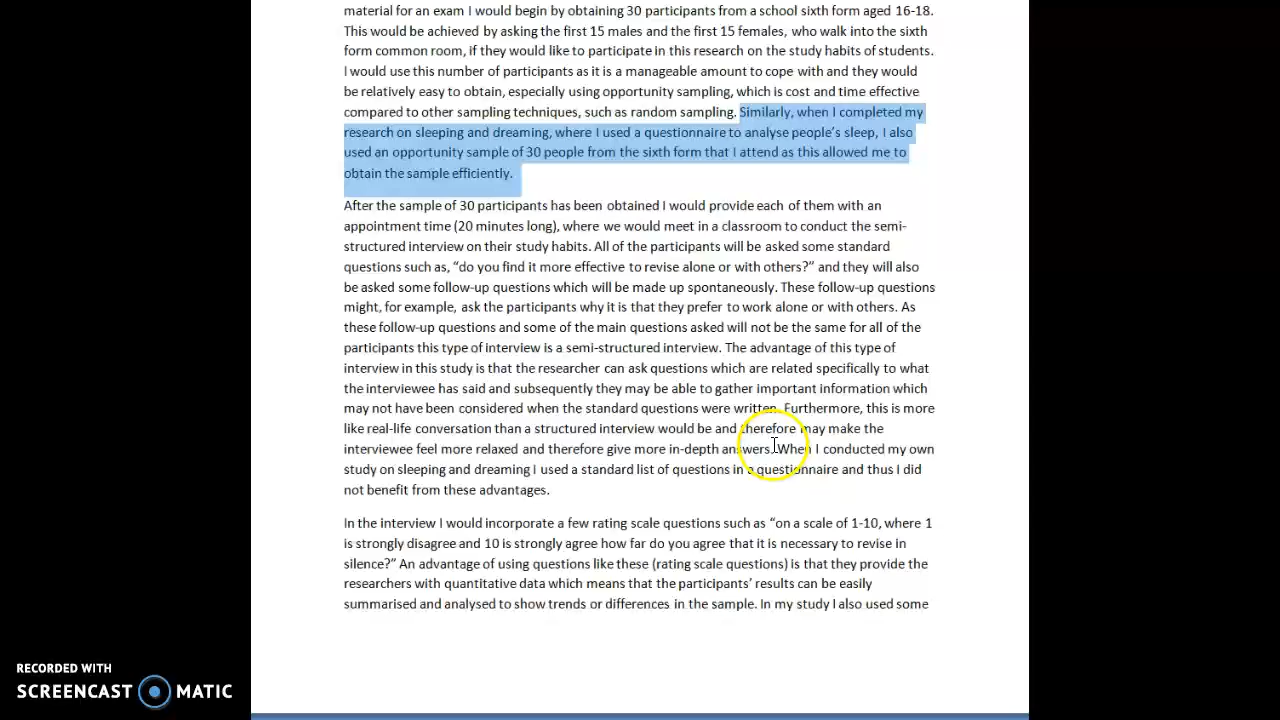 material for an exam I would begin by obtaining 30 participants from a school sixth form aged 16-18.
This would be achieved by asking the first 15 males and the first 15 females, who walk into the sixth
form common room, if they would like to participate in this research on the study habits of students.
I would use this number of participants as it is a manageable amount to cope with and they would
be relatively easy to obtain, especially using opportunity sampling, which is cost and time effective
compared to other sampling techniques, such as random sampling. Similarly, when I completed my
research on sleeping and dreaming, where I used a questionnaire to analyse people's sleep, I also
used an opportunity sample of 30 people from the sixth form that I attend as this allowed me to
obtain the sample efficiently.
After the sample of 30 participants has been obtained I would provide each of them with an
appointment time (20 minutes long), where we would meet in a classroom to conduct the semi-
structured interview on their study habits. All of the participants will be asked some standard
questions such as, “do you find it more effective to revise alone or with others?” and they will also
be asked some follow-up questions which will be made up spontaneously. These follow-up questions
might, for example, ask the participants why it is that they prefer to work alone or with others. As
these follow-up questions and some of the main questions asked will not be the same for all of the
participants this type of interview is a semi-structured interview. The advantage of this type of
interview in this study is that the researcher can ask questions which are related specifically to what
the interviewee has said and subsequently they may be able to gather important information which
may not have been considered when the standard questions were written. Furthermore, this is more
like real-life conversation than a structured interview would be and therefore may make the
interviewee feel more relaxed and therefore give more in-depth answers. When I conducted my own
study on sleeping and dreaming I used a standard list of questions in a questionnaire and thus I did
not benefit from these advantages.
In the interview I would incorporate a few rating scale questions such as “on a scale of 1-10, where 1
is strongly disagree and 10 is strongly agree how far do you agree that it is necessary to revise in
silence?” An advantage of using questions like these (rating scale questions) is that they provide the
researchers with quantitative data which means that the participants' results can be easily
summarised and analysed to show trends or differences in the sample. In my study I also used some
RECORDED WITH
SCREENCAST MATIC